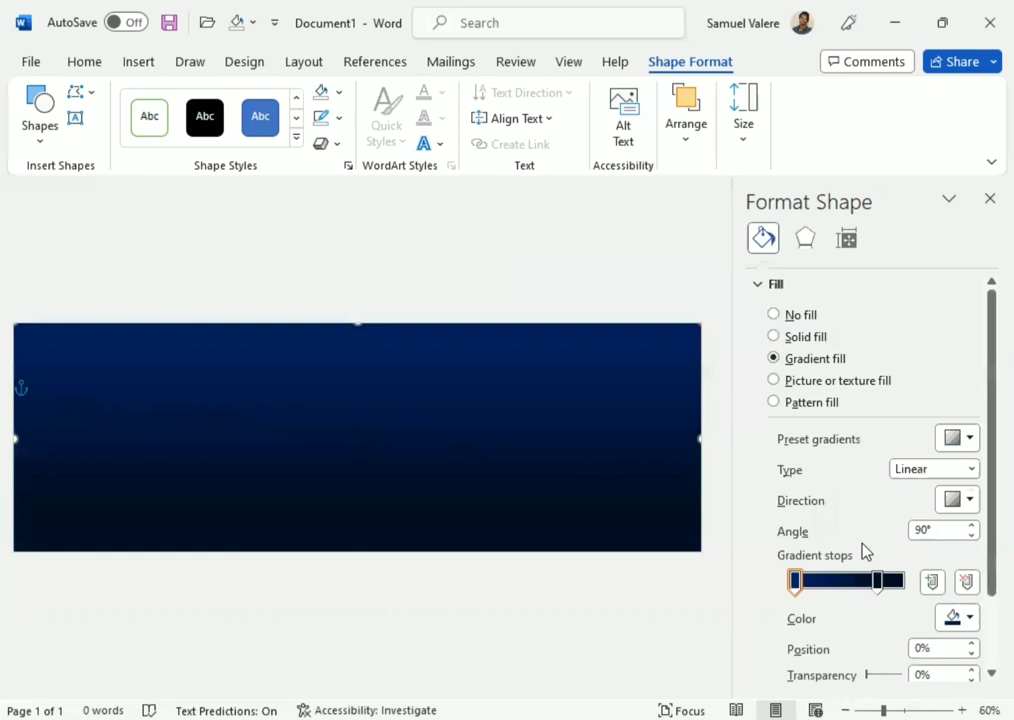 AutoSave Off Document1 - Word Search Samuel Valere
File Home Insert Draw Design Layout References Mailings Review View Help Shape Format Comments Share
Shapes
Abc Abc Abc
Quick Styles
Text Direction
Align Text
Create Link
Alt Text
Arrange
Size
Insert Shapes Shape Styles WordArt Styles Text Accessibility
Format Shape
Fill
No fill
Solid fill
Gradient fill
Picture or texture fill
Pattern fill
Preset gradients
Type Linear
Direction
Angle 90°
Gradient stops
Color
Position 0%
Transparency 0%
Page 1 of 1 0 words Text Predictions: On Accessibility: Investigate Focus 60%